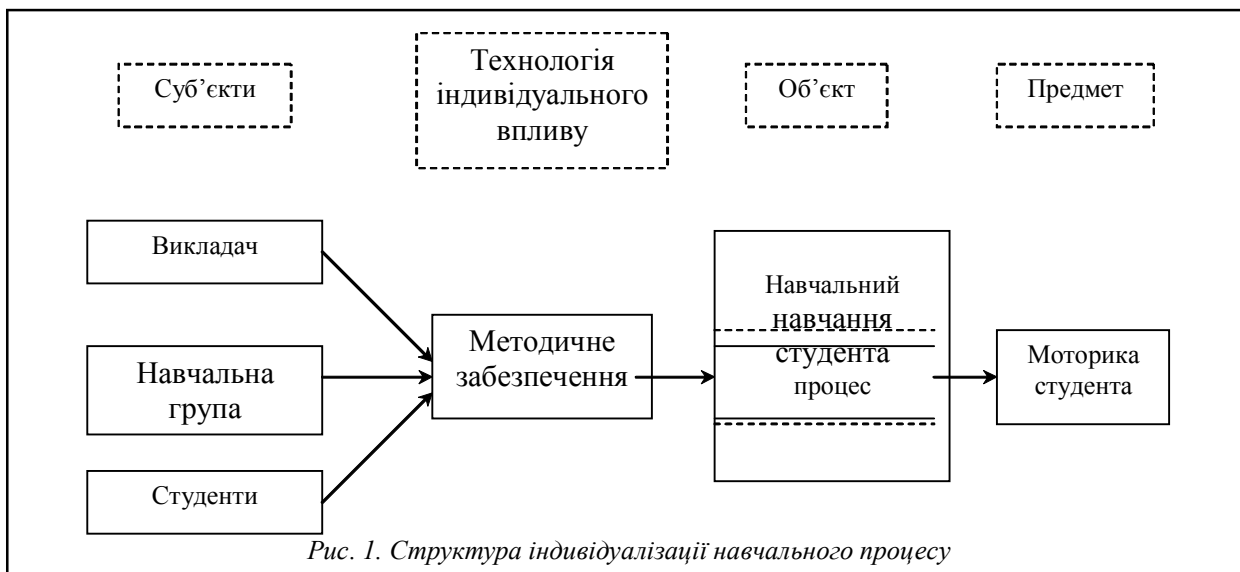 Суб’єкти
Технологія
індивідуального
впливу
Об’єкт
Предмет
Викладач
Навчальна
група
Студенти
Методичне
забезпечення
Навчальний
навчання
студента
процес
Моторика
студента
Рис. 1. Структура індивідуалізації навчального процесу